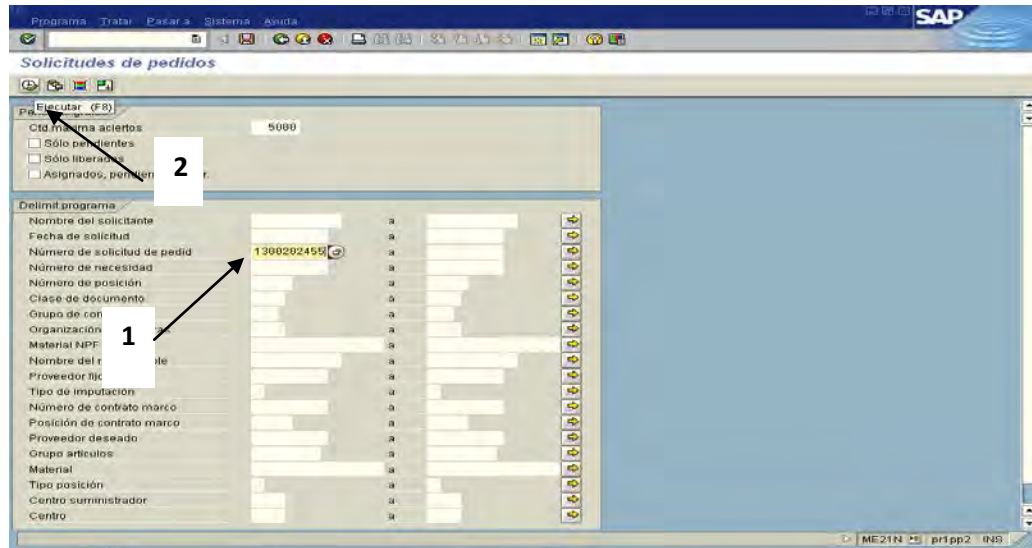 Programa Tratar Pasar a Sistema Ayuda
SAP
Solicitudes de pedidos
Ejecutar (F8)
Ctd.máxima aciertos 5000
Sólo pendientes
Sólo liberadas
Asignados,
2
Delimit.programa
Nombre del solicitante a
Fecha de solicitud a
Número de solicitud de pedid 1300202455 a
Número de necesidad a
Número de posición a
Clase de documento a
Grupo de a
Organización a
1
Material NPF a
Nombre del a
Proveedor a
Tipo de imputación a
Número de contrato marco a
Posición de contrato marco a
Proveedor deseado a
Grupo artículos a
Material a
Tipo posición a
Centro suministrador a
Centro a
ME21N pr1pp2 INS